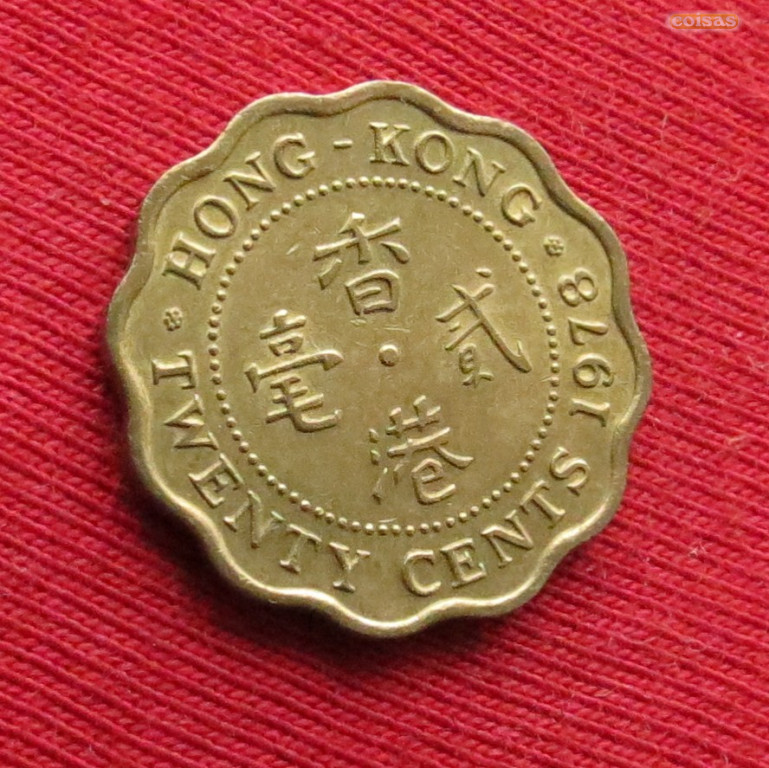 HONG-KONG
1978
TWENTY CENTS
香港
貳毫
coisas